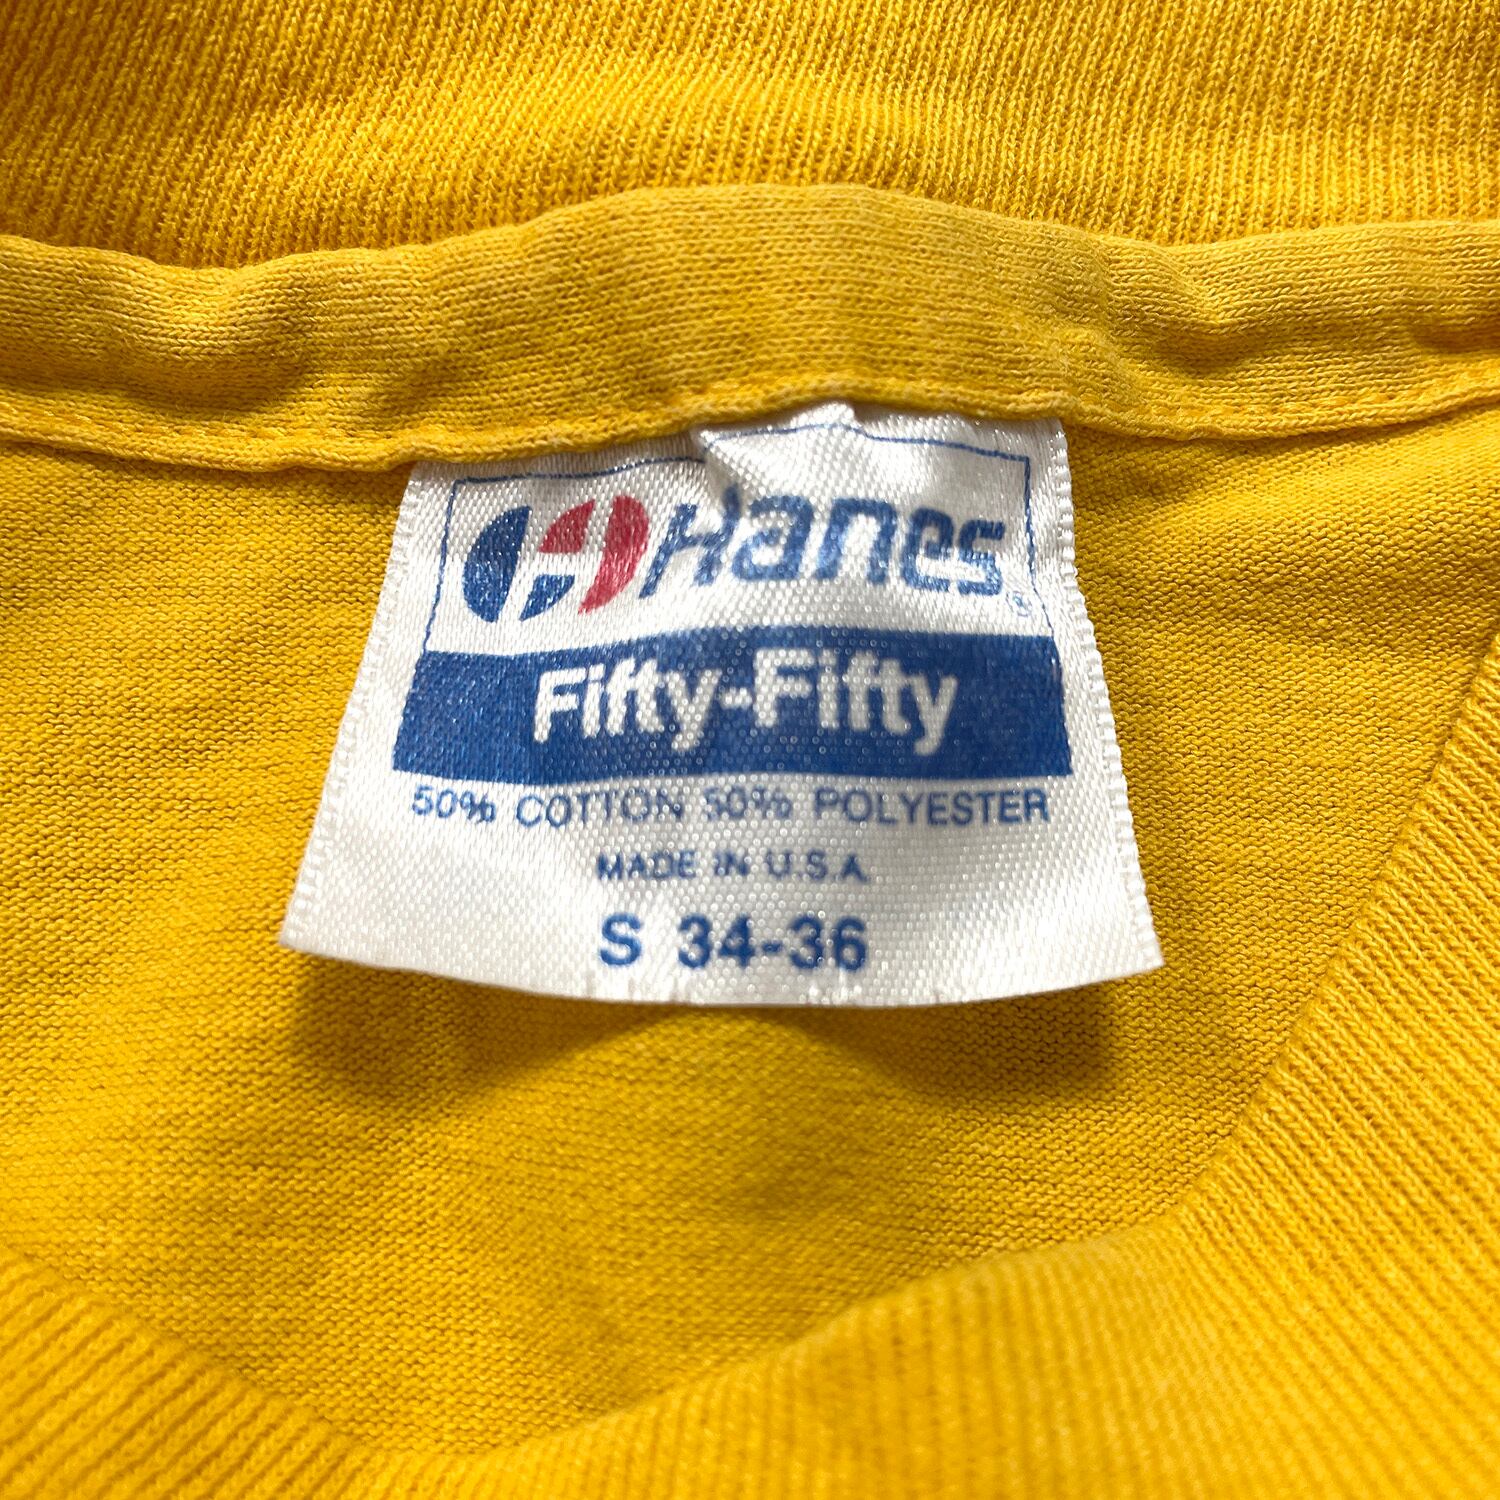 Hanes®
Fifty-Fifty
50% COTTON 50% POLYESTER
MADE IN U.S.A.
S 34-36